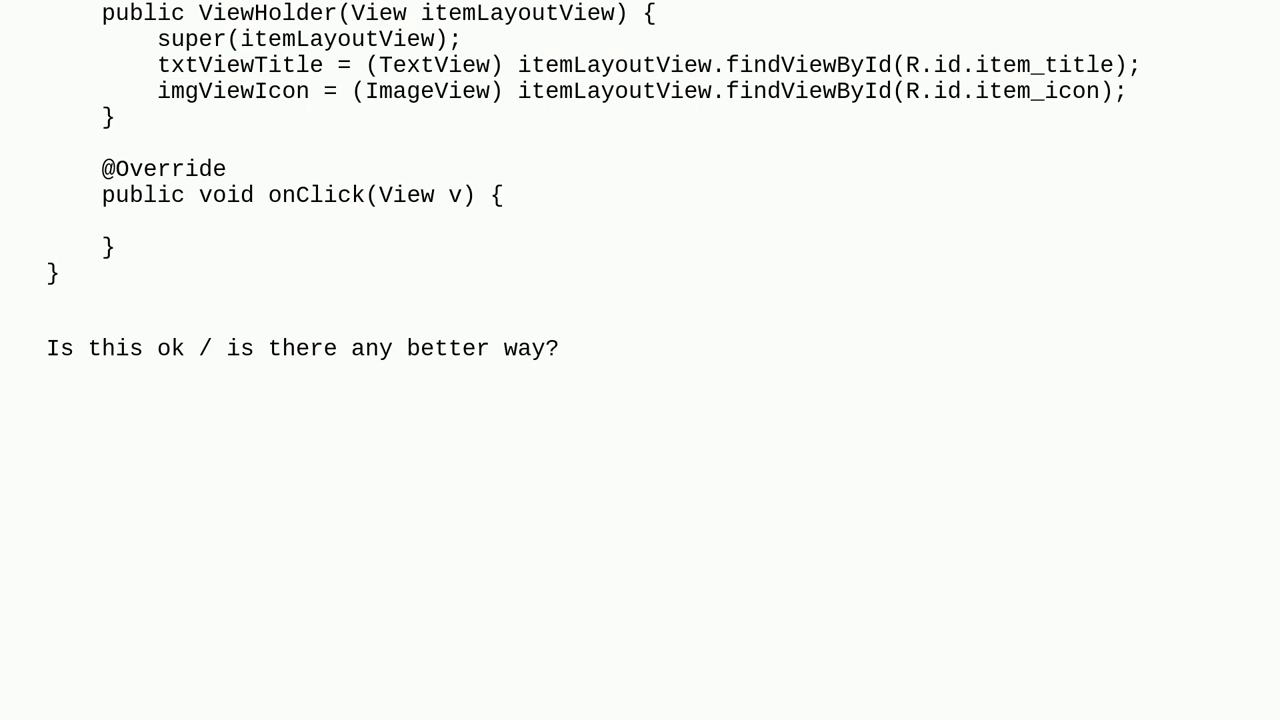 public ViewHolder(View itemLayoutView) {
super(itemLayoutView);
txtViewTitle = (TextView) itemLayoutView.findViewById(R.id.item_title);
imgViewIcon = (ImageView) itemLayoutView.findViewById(R.id.item_icon);
}
@Override
public void onClick(View v) {
}
}
Is this ok / is there any better way?